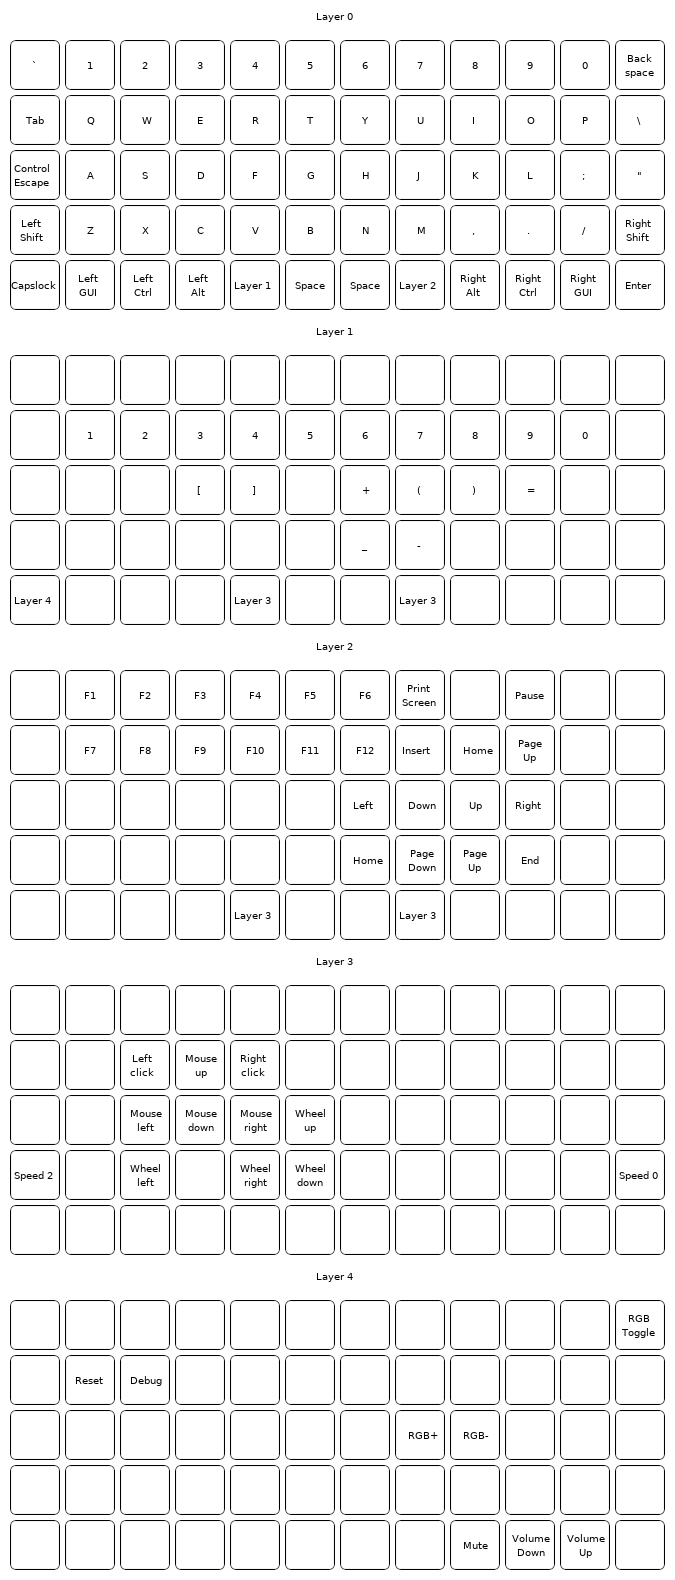 Layer 0
` 1 2 3 4 5 6 7 8 9 0 Back space
Tab Q W E R T Y U I O P \
Control Escape A S D F G H J K L ; "
Left Shift Z X C V B N M , . / Right Shift
Capslock Left GUI Left Ctrl Left Alt Layer 1 Space Space Layer 2 Right Alt Right Ctrl Right GUI Enter
Layer 1
1 2 3 4 5 6 7 8 9 0
[ ] + ( ) =
_ -
Layer 4 Layer 3 Layer 3
Layer 2
F1 F2 F3 F4 F5 F6 Print Screen Pause
F7 F8 F9 F10 F11 F12 Insert Home Page Up
Left Down Up Right
Home Page Down Page Up End
Layer 3 Layer 3
Layer 3
Left click Mouse up Right click
Mouse left Mouse down Mouse right Wheel up
Speed 2 Wheel left Wheel right Wheel down Speed 0
Layer 4
RGB Toggle
Reset Debug
RGB+ RGB-
Mute Volume Down Volume Up